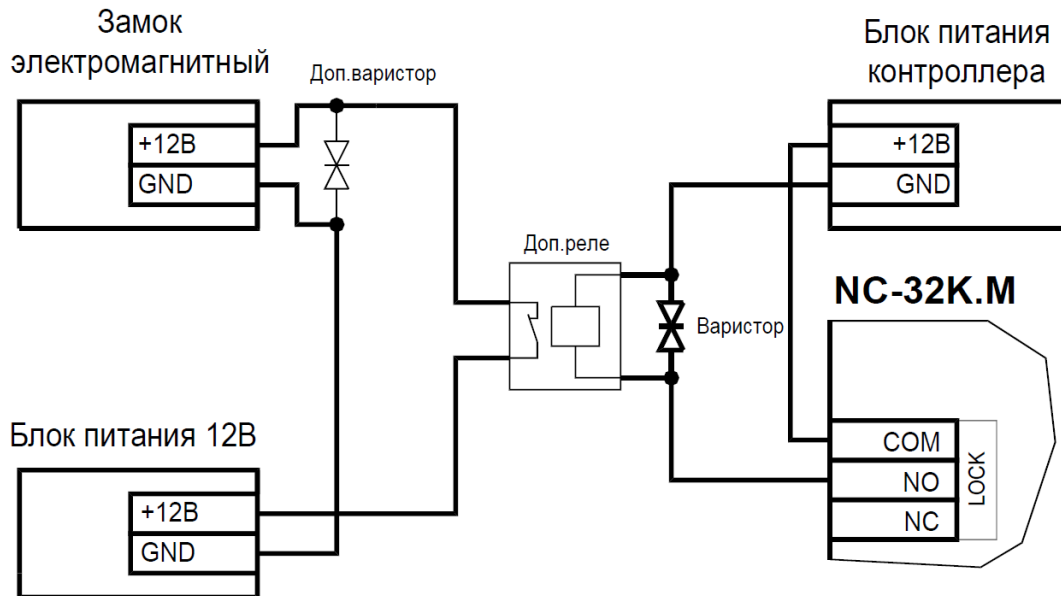 Замок
электромагнитный
+12В
GND
Доп.варистор
Блок питания
контроллера
+12В
GND
Доп.реле
Варистор
NC-32K.M
COM
NO
NC
LOCK
Блок питания 12В
+12В
GND